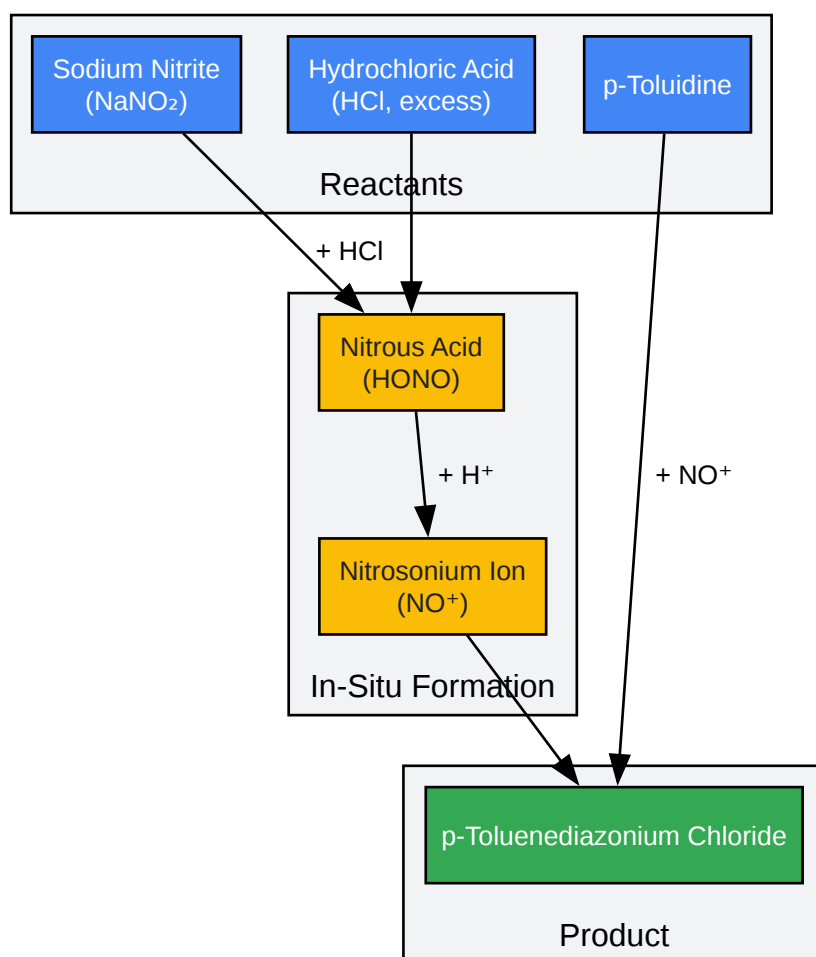 Sodium Nitrite
(NaNO₂)
Hydrochloric Acid
(HCl, excess)
p-Toluidine
Reactants
+ HCl
Nitrous Acid
(HONO)
+ H⁺
+ NO⁺
Nitrosonium Ion
(NO⁺)
In-Situ Formation
p-Toluenediazonium Chloride
Product